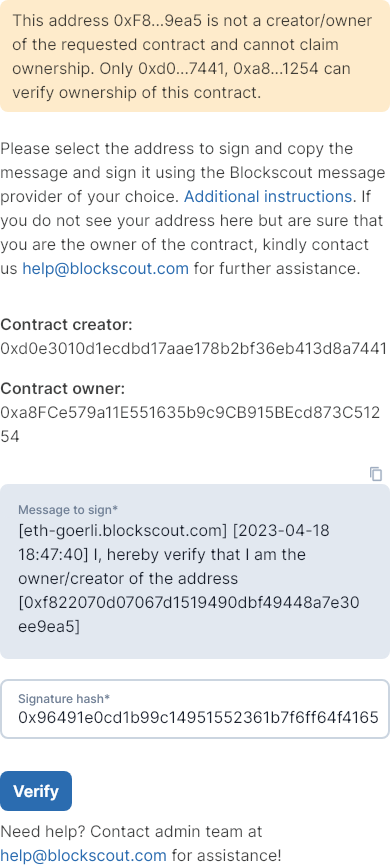 This address 0xF8...9ea5 is not a creator/owner
of the requested contract and cannot claim
ownership. Only 0xd0...7441, 0xa8...1254 can
verify ownership of this contract.
Please select the address to sign and copy the
message and sign it using the Blockscout message
provider of your choice. Additional instructions. If
you do not see your address here but are sure that
you are the owner of the contract, kindly contact
us help@blockscout.com for further assistance.
Contract creator:
0xd0e3010d1ecdbd17aae178b2bf36eb413d8a7441
Contract owner:
0xa8FCe579a11E551635b9c9CB915BEcd873C512
54
Message to sign*
[eth-goerli.blockscout.com] [2023-04-18
18:47:40] I, hereby verify that I am the
owner/creator of the address
[0xf822070d07067d1519490dbf49448a7e30
ee9ea5]
Signature hash*
0x96491e0cd1b99c14951552361b7f6ff64f4165
Verify
Need help? Contact admin team at
help@blockscout.com for assistance!